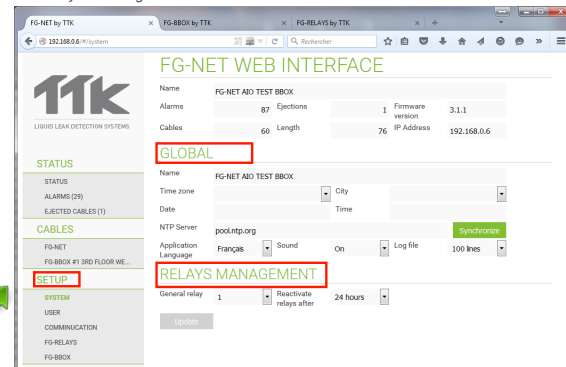 FG-NET by TTK × FG-BBOX by TTK × FG-RELAYS by TTK × +
192.168.0.6/#/system Rechercher
TTK
LIQUID LEAK DETECTION SYSTEMS
STATUS
STATUS
ALARMS (29)
EJECTED CABLES (1)
CABLES
FG-NET
FG-BBOX #1 3RD FLOOR WE...
SETUP
SYSTEM
USER
COMMINUCATION
FG-RELAYS
FG-BBOX
FG-NET WEB INTERFACE
Name FG-NET AIO TEST BBOX
Alarms 87 Ejections 1 Firmware version 3.1.1
Cables 60 Length 76 IP Address 192.168.0.6
GLOBAL
Name FG-NET AIO TEST BBOX
Time zone City
Date Time
NTP Server pool.ntp.org Synchronize
Application Language Français Sound On Log file 100 lines
RELAYS MANAGEMENT
General relay 1 Reactivate relays after 24 hours
Update